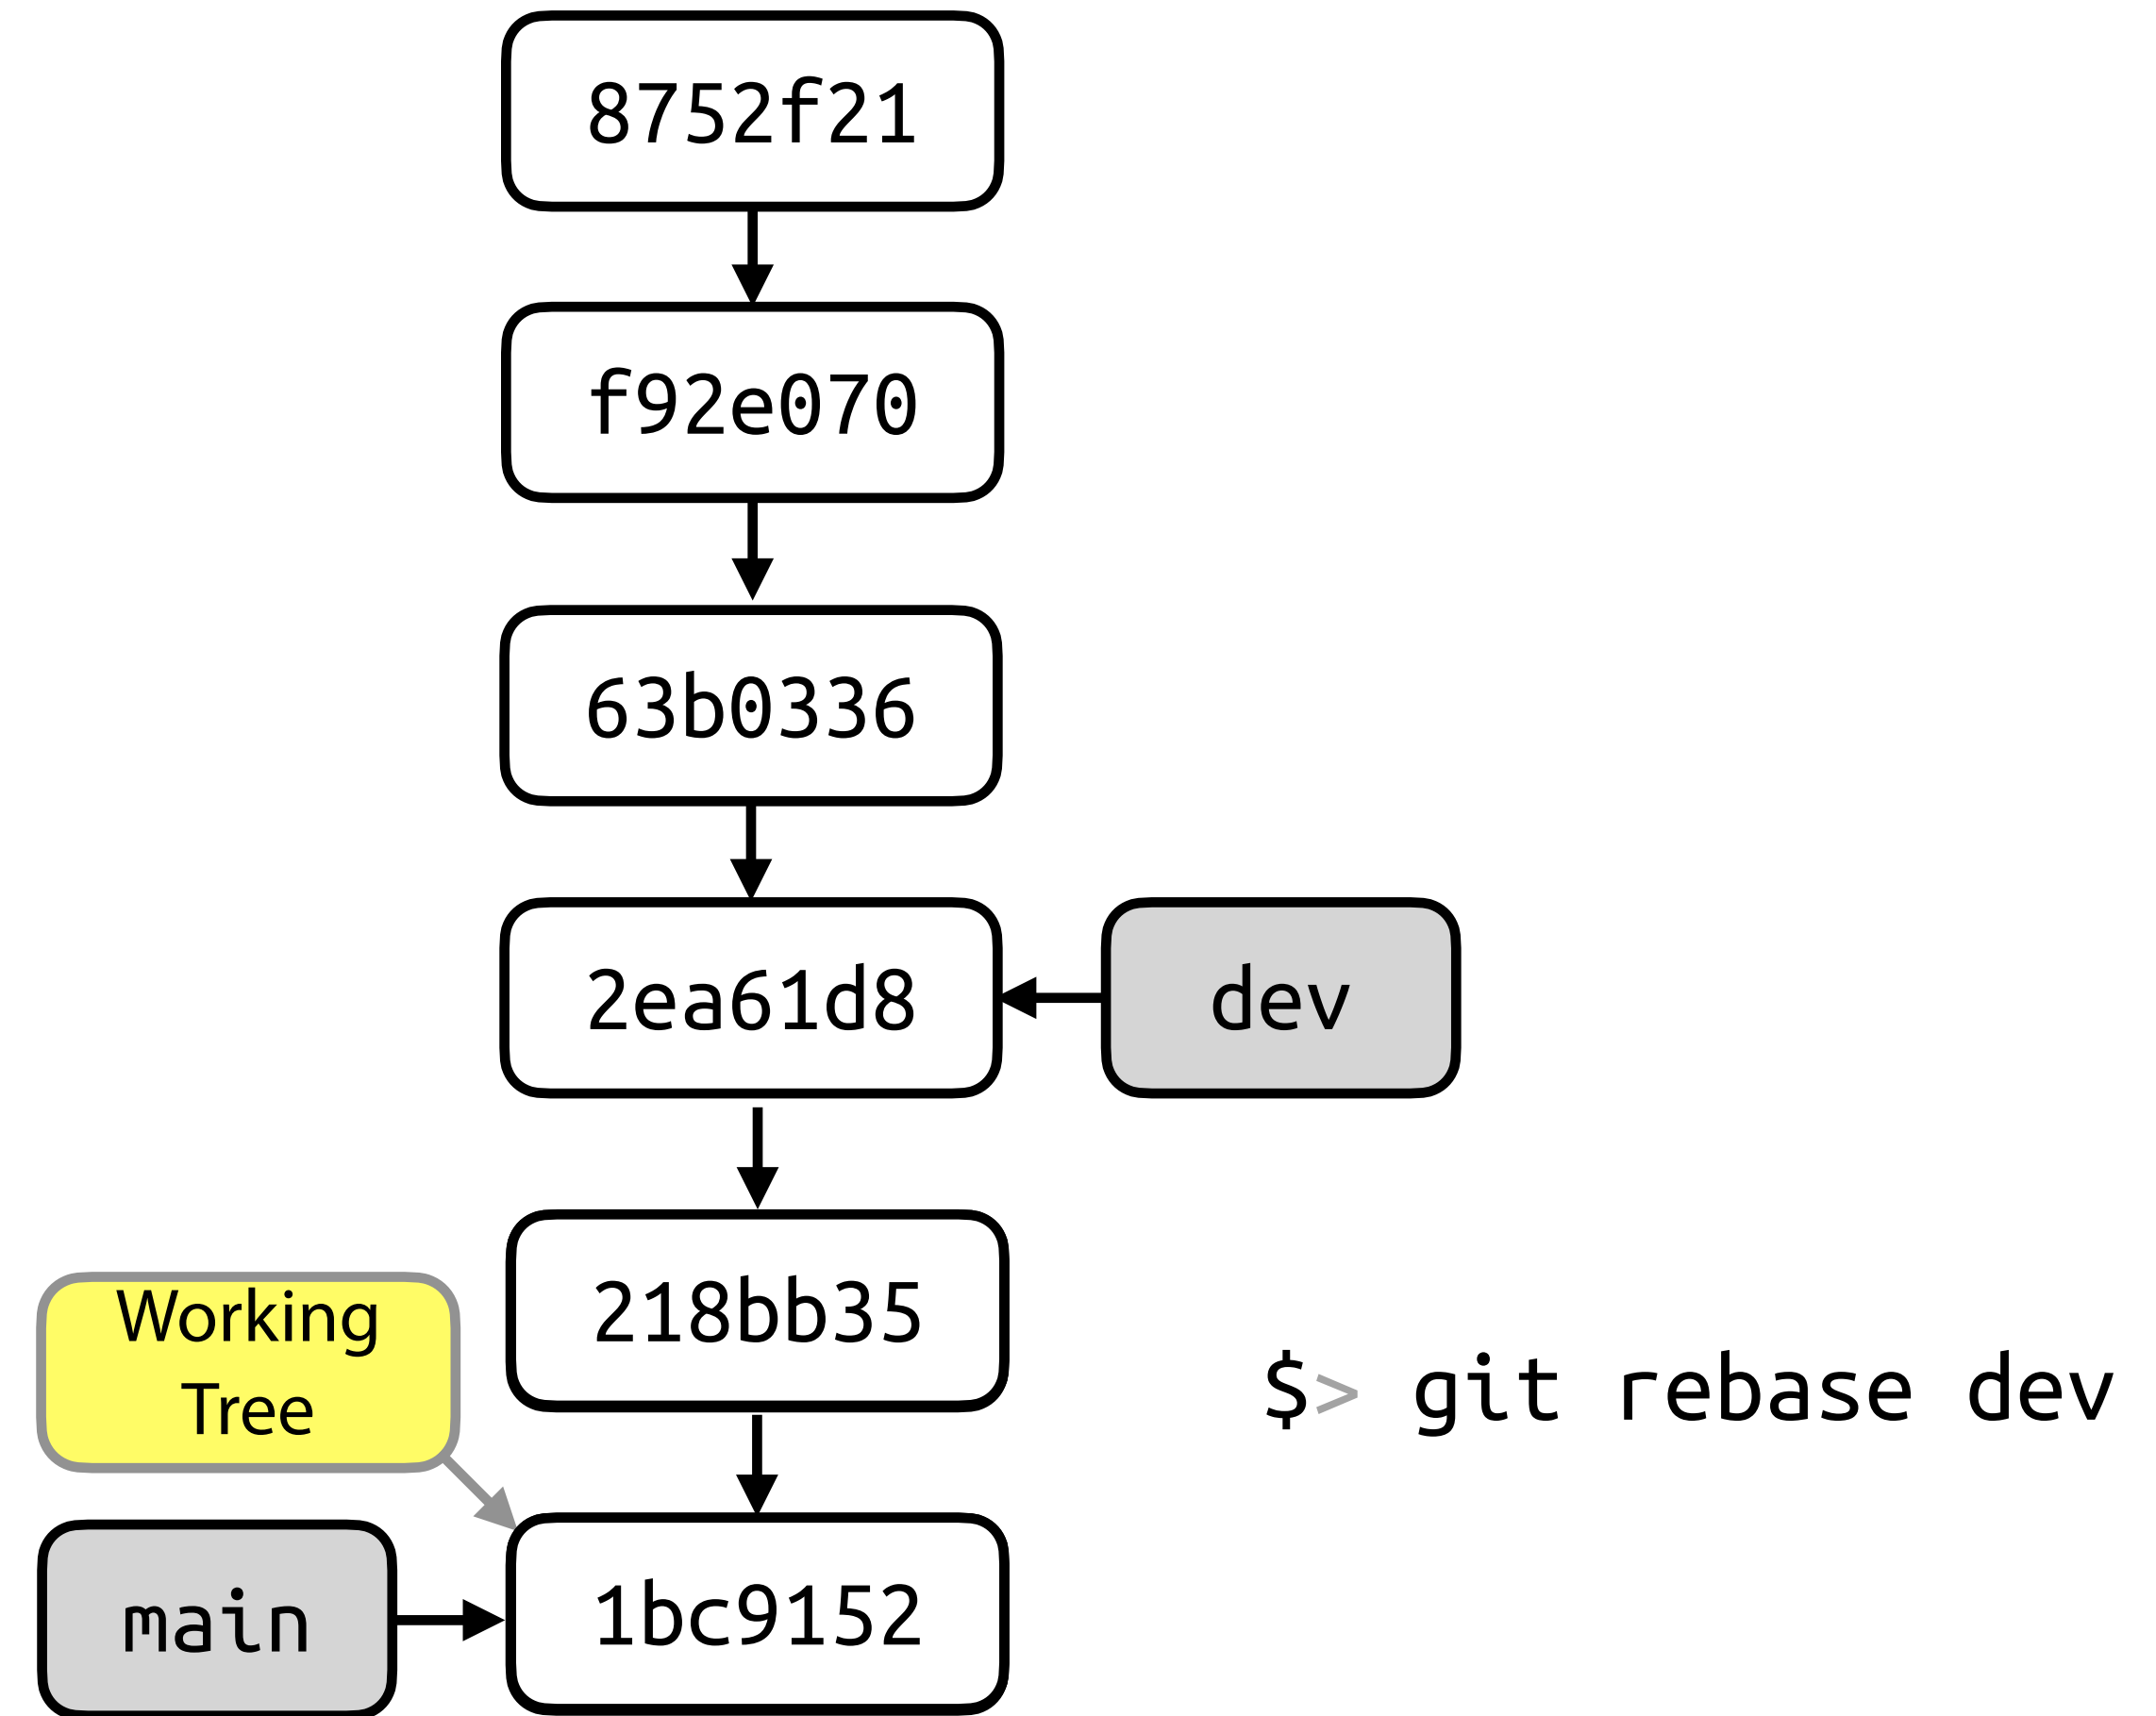 8752f21
f92e070
63b0336
2ea61d8
dev
218bb35
Working
Tree
$> git rebase dev
main
1bc9152